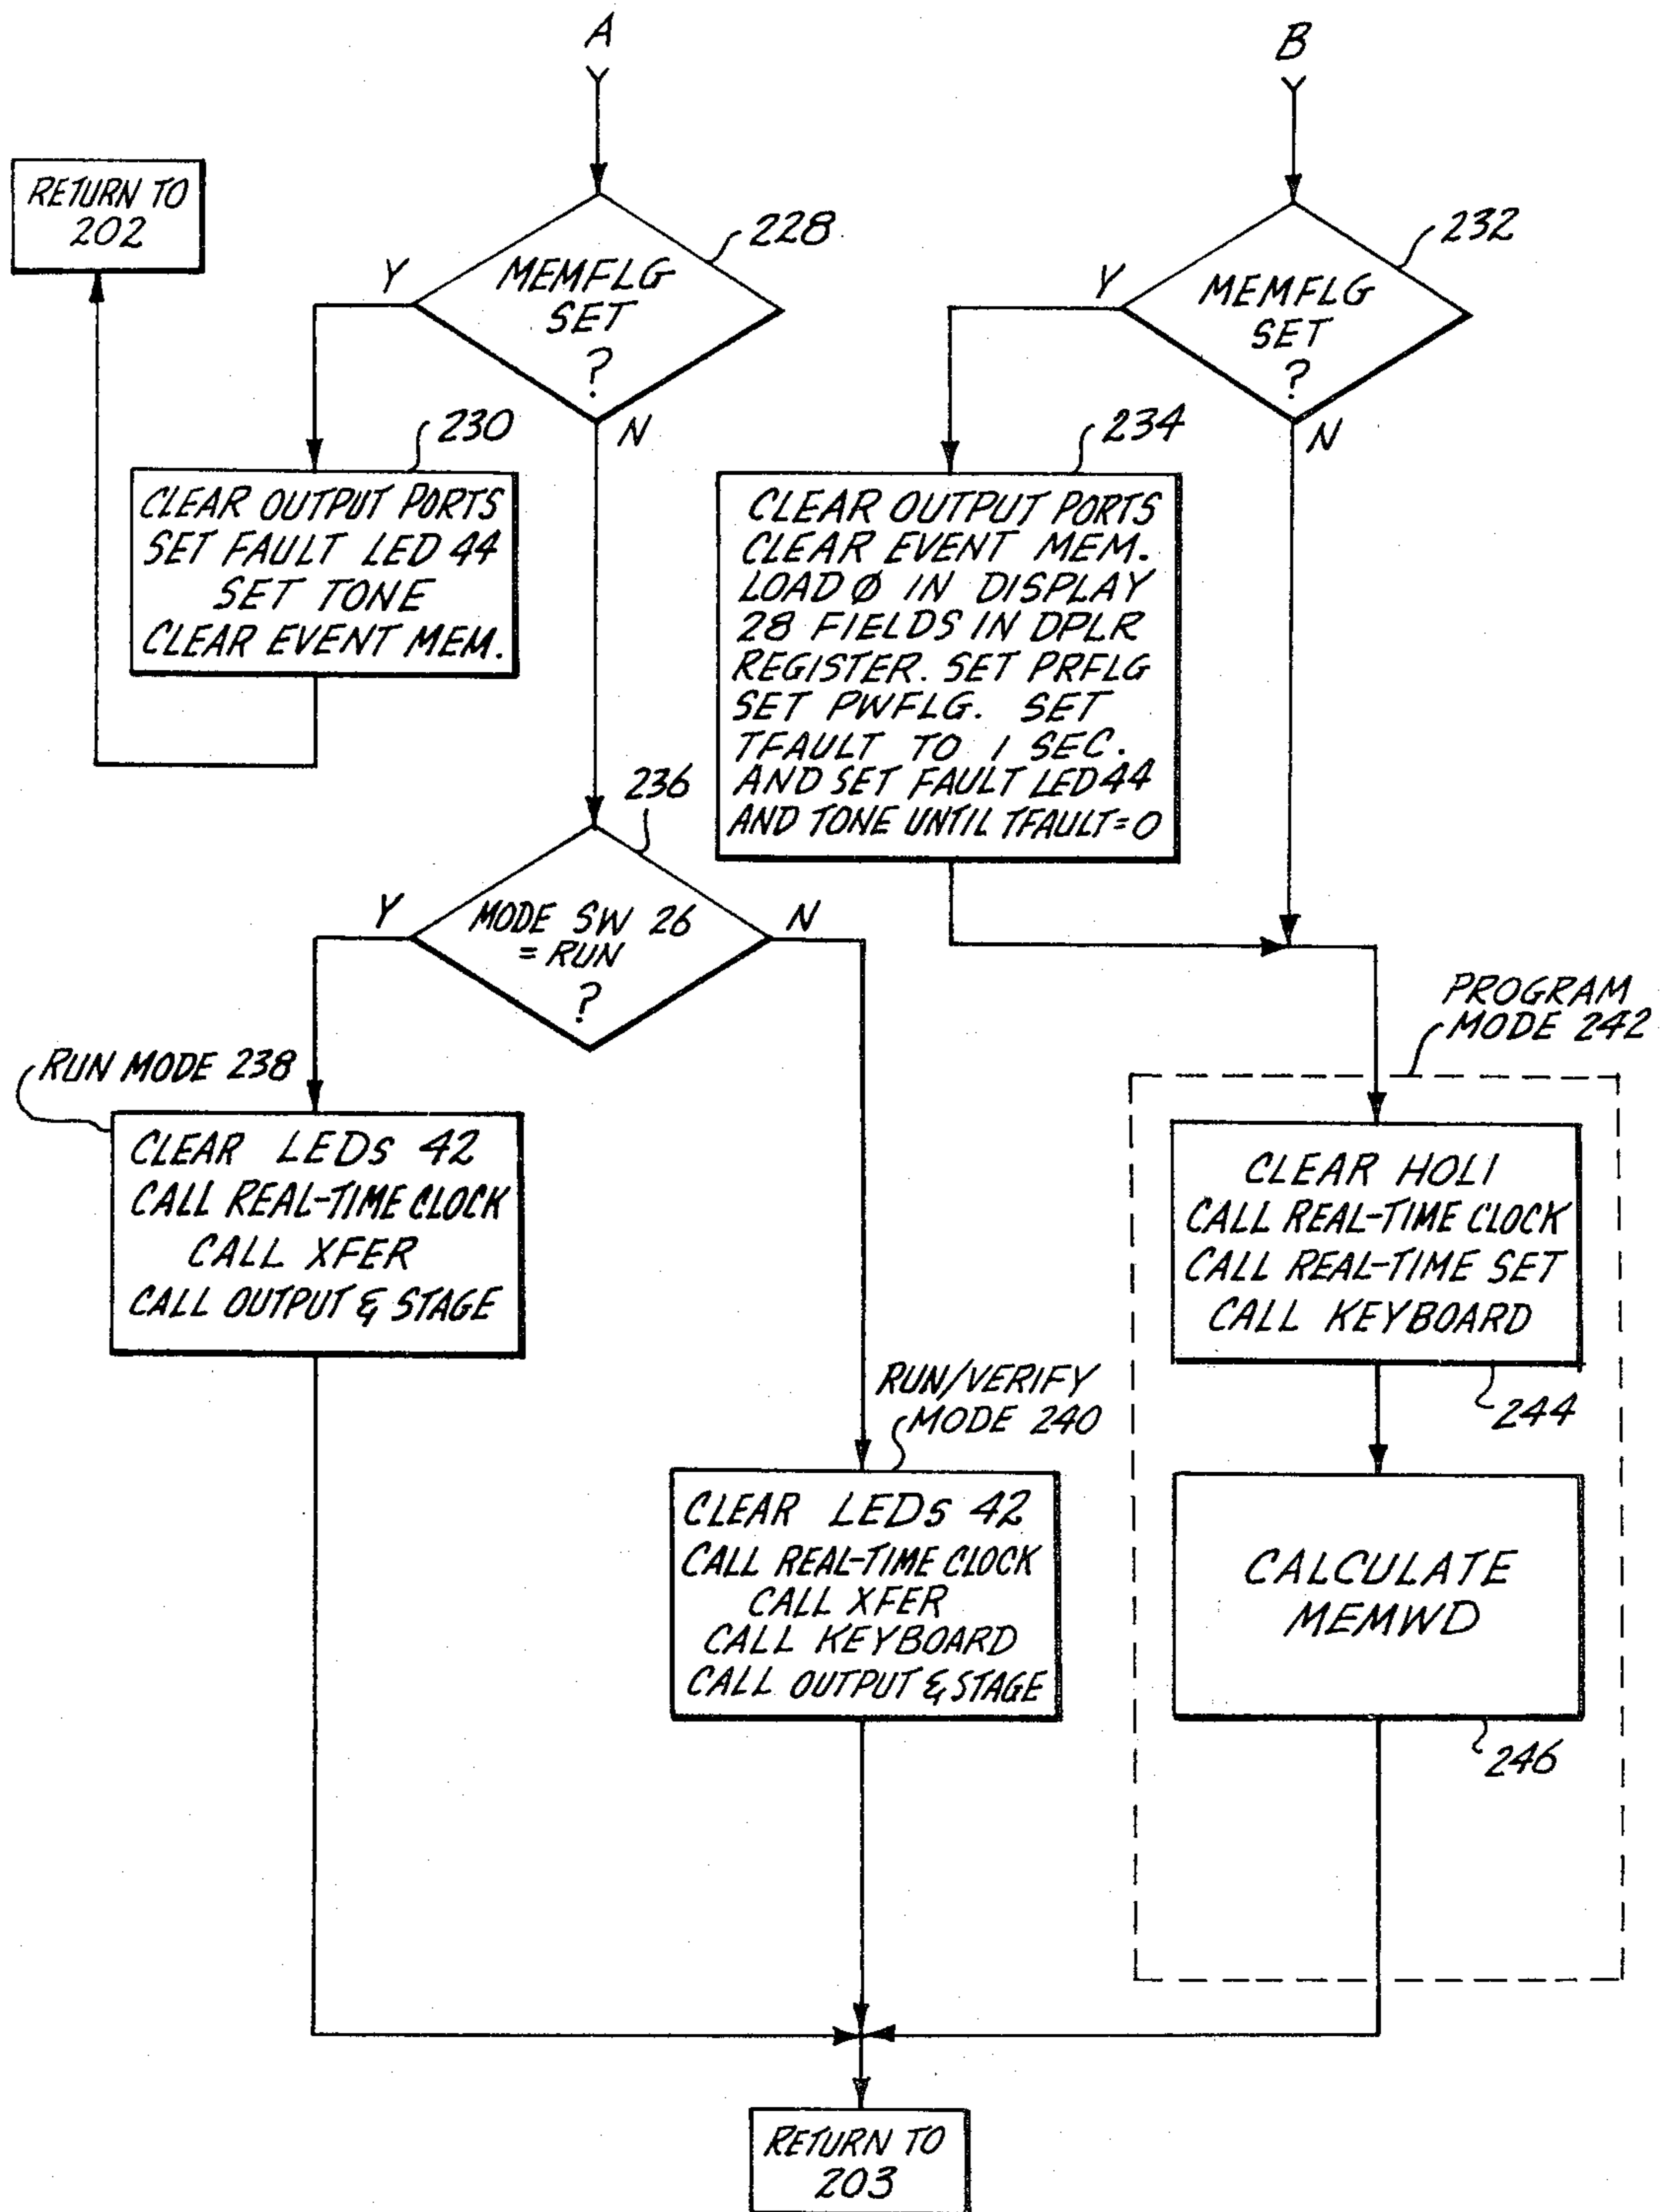 A
B
RETURN TO
202
228
MEMFLG
SET
?
Y
N
232
MEMFLG
SET
?
Y
N
230
CLEAR OUTPUT PORTS
SET FAULT LED 44
SET TONE
CLEAR EVENT MEM.
234
CLEAR OUTPUT PORTS
CLEAR EVENT MEM.
LOAD Ø IN DISPLAY
28 FIELDS IN DPLR
REGISTER. SET PRFLG
SET PWFLG. SET
TFAULT TO 1 SEC.
AND SET FAULT LED 44
AND TONE UNTIL TFAULT=0
236
MODE SW 26
= RUN
?
Y
N
RUN MODE 238
CLEAR LEDs 42
CALL REAL-TIME CLOCK
CALL XFER
CALL OUTPUT & STAGE
RUN/VERIFY
MODE 240
CLEAR LEDs 42
CALL REAL-TIME CLOCK
CALL XFER
CALL KEYBOARD
CALL OUTPUT & STAGE
PROGRAM
MODE 242
CLEAR HOLI
CALL REAL-TIME CLOCK
CALL REAL-TIME SET
CALL KEYBOARD
244
CALCULATE
MEMWD
246
RETURN TO
203